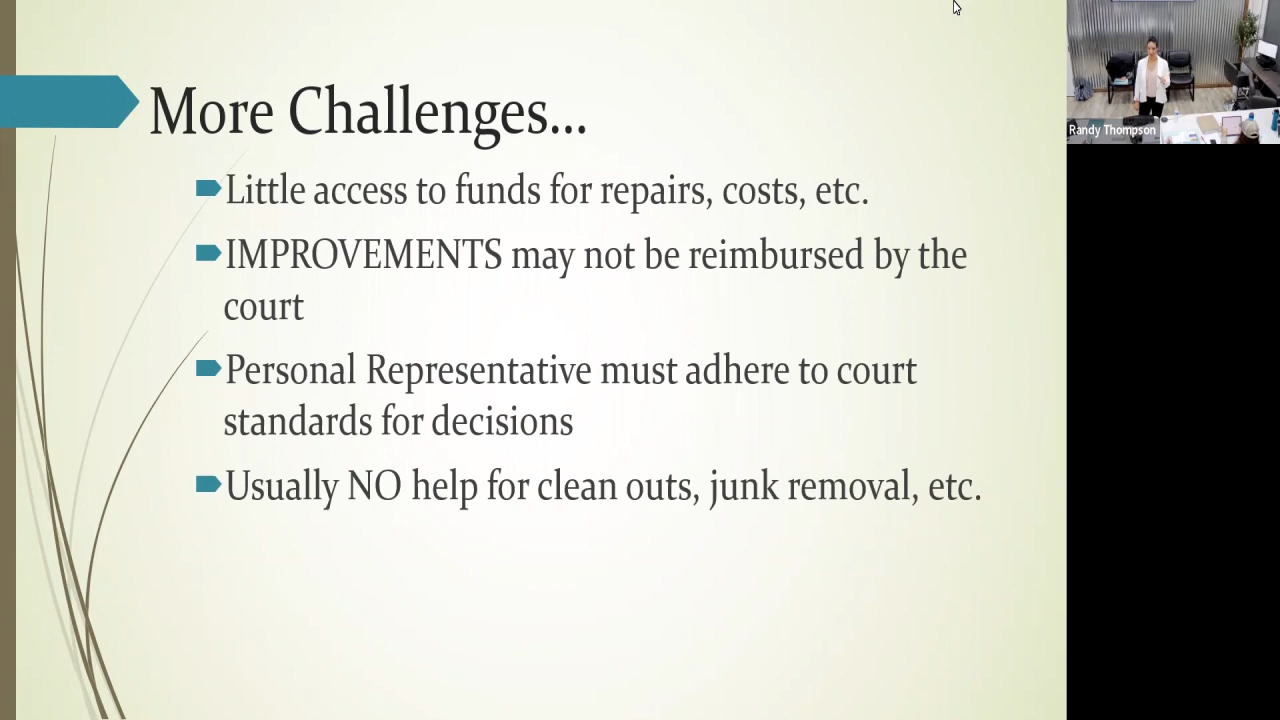 More Challenges...
Little access to funds for repairs, costs, etc.
IMPROVEMENTS may not be reimbursed by the
court
Personal Representative must adhere to court
standards for decisions
Usually NO help for clean outs, junk removal, etc.
Randy Thompson